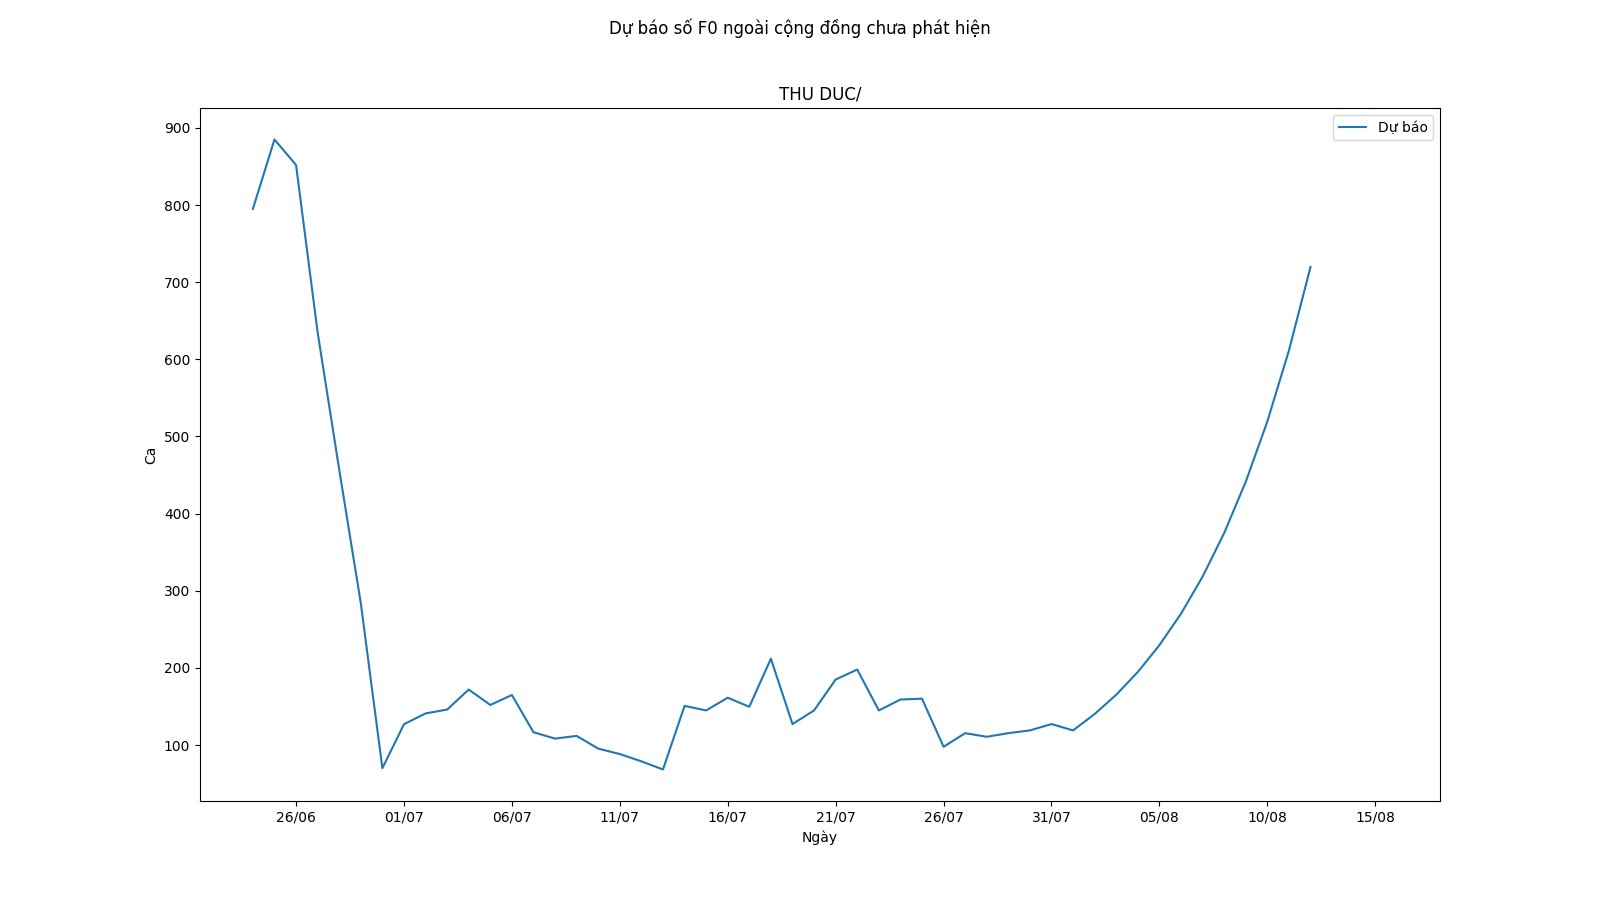 Dự báo số F0 ngoài cộng đồng chưa phát hiện
THU DUC/
Dự báo
900
800
700
600
500
400
300
200
100
Ca
26/06 01/07 06/07 11/07 16/07 21/07 26/07 31/07 05/08 10/08 15/08
Ngày